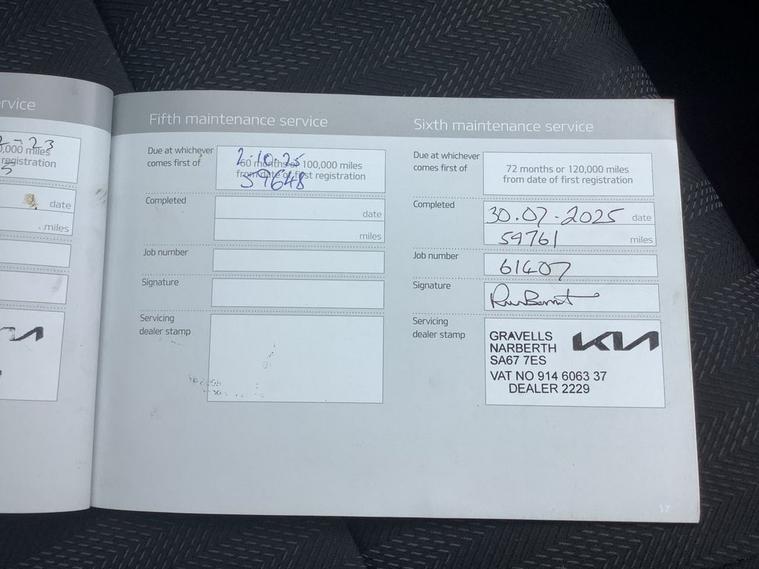 rvice
2-23
,000 miles
registration
5
date
miles
Fifth maintenance service
Due at whichever
comes first of
2.10.25
60 months or 100,000 miles
from date of first registration
59648
Completed
date
miles
Job number
Signature
Servicing
dealer stamp
Sixth maintenance service
Due at whichever
comes first of
72 months or 120,000 miles
from date of first registration
Completed
30.07.2025 date
59761 miles
Job number
61407
Signature
Servicing
dealer stamp
GRAVELLS KIA
NARBERTH
SA67 7ES
VAT NO 914 6063 37
DEALER 2229
17